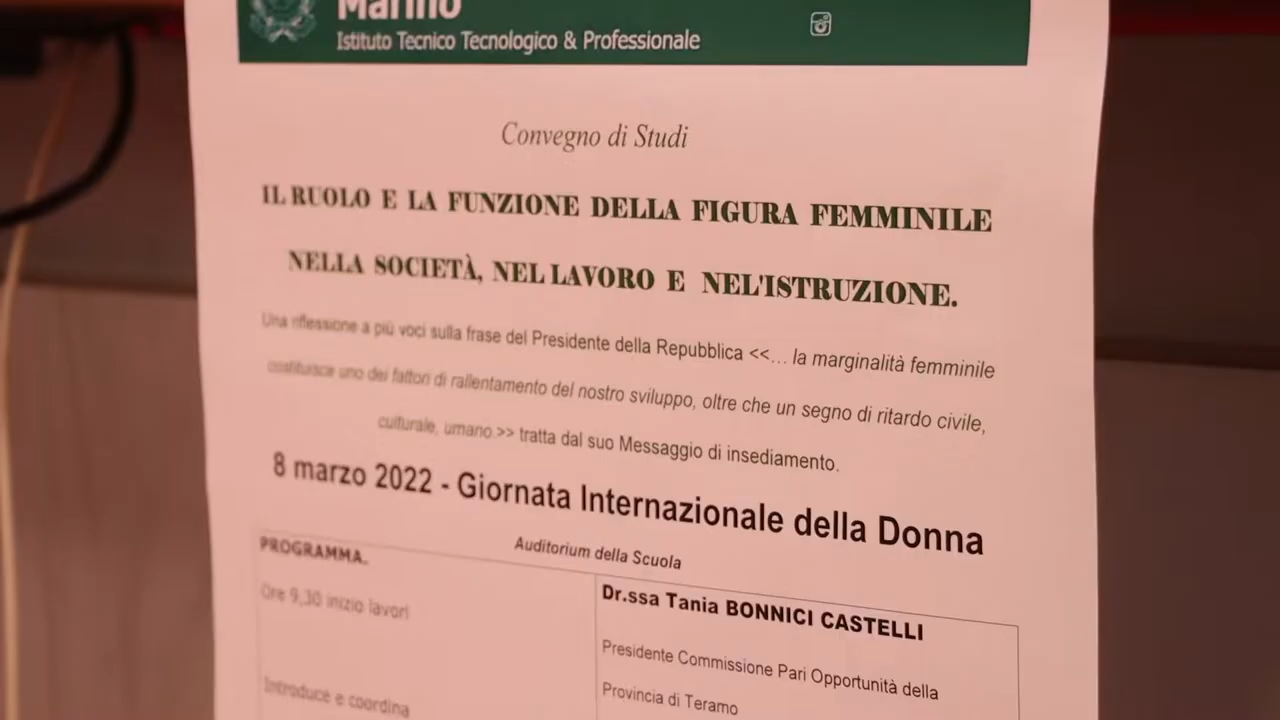 Marino
Istituto Tecnico Tecnologico & Professionale
Convegno di Studi
IL RUOLO E LA FUNZIONE DELLA FIGURA FEMMINILE
NELLA SOCIETÀ, NEL LAVORO E NEL'ISTRUZIONE.
Una riflessione a più voci sulla frase del Presidente della Repubblica <<... la marginalità femminile
costituisce uno dei fattori di rallentamento del nostro sviluppo, oltre che un segno di ritardo civile,
culturale, umano.>> tratta dal suo Messaggio di insediamento.
8 marzo 2022 - Giornata Internazionale della Donna
Auditorium della Scuola
PROGRAMMA.
Ore 9,30 inizio lavori
Dr.ssa Tania BONNICI CASTELLI
Presidente Commissione Pari Opportunità della
Provincia di Teramo
Introduce e coordina